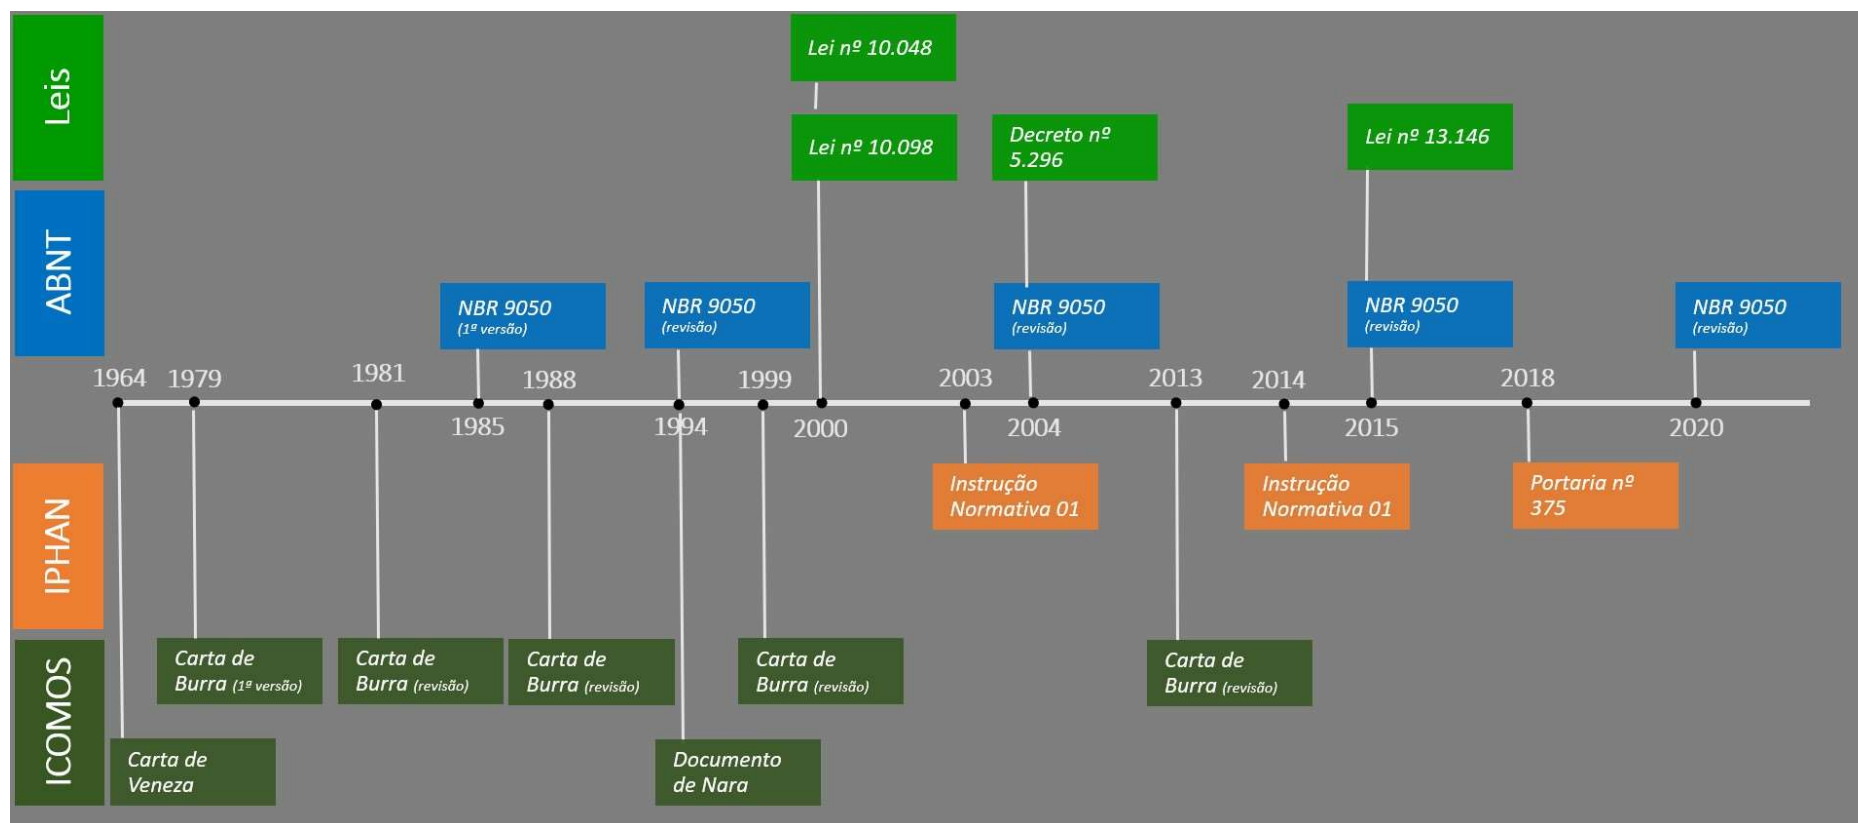 Leis
Lei nº 10.048
Lei nº 10.098
Decreto nº
5.296
Lei nº 13.146
ABNT
NBR 9050
(1ª versão)
NBR 9050
(revisão)
NBR 9050
(revisão)
NBR 9050
(revisão)
NBR 9050
(revisão)
1964
1979
1981
1985
1988
1994
1999
2000
2003
2004
2013
2014
2015
2018
2020
IPHAN
Instrução
Normativa 01
Instrução
Normativa 01
Portaria nº
375
ICOMOS
Carta de
Burra (1ª versão)
Carta de
Burra (revisão)
Carta de
Burra (revisão)
Carta de
Burra (revisão)
Carta de
Burra (revisão)
Carta de
Veneza
Documento
de Nara